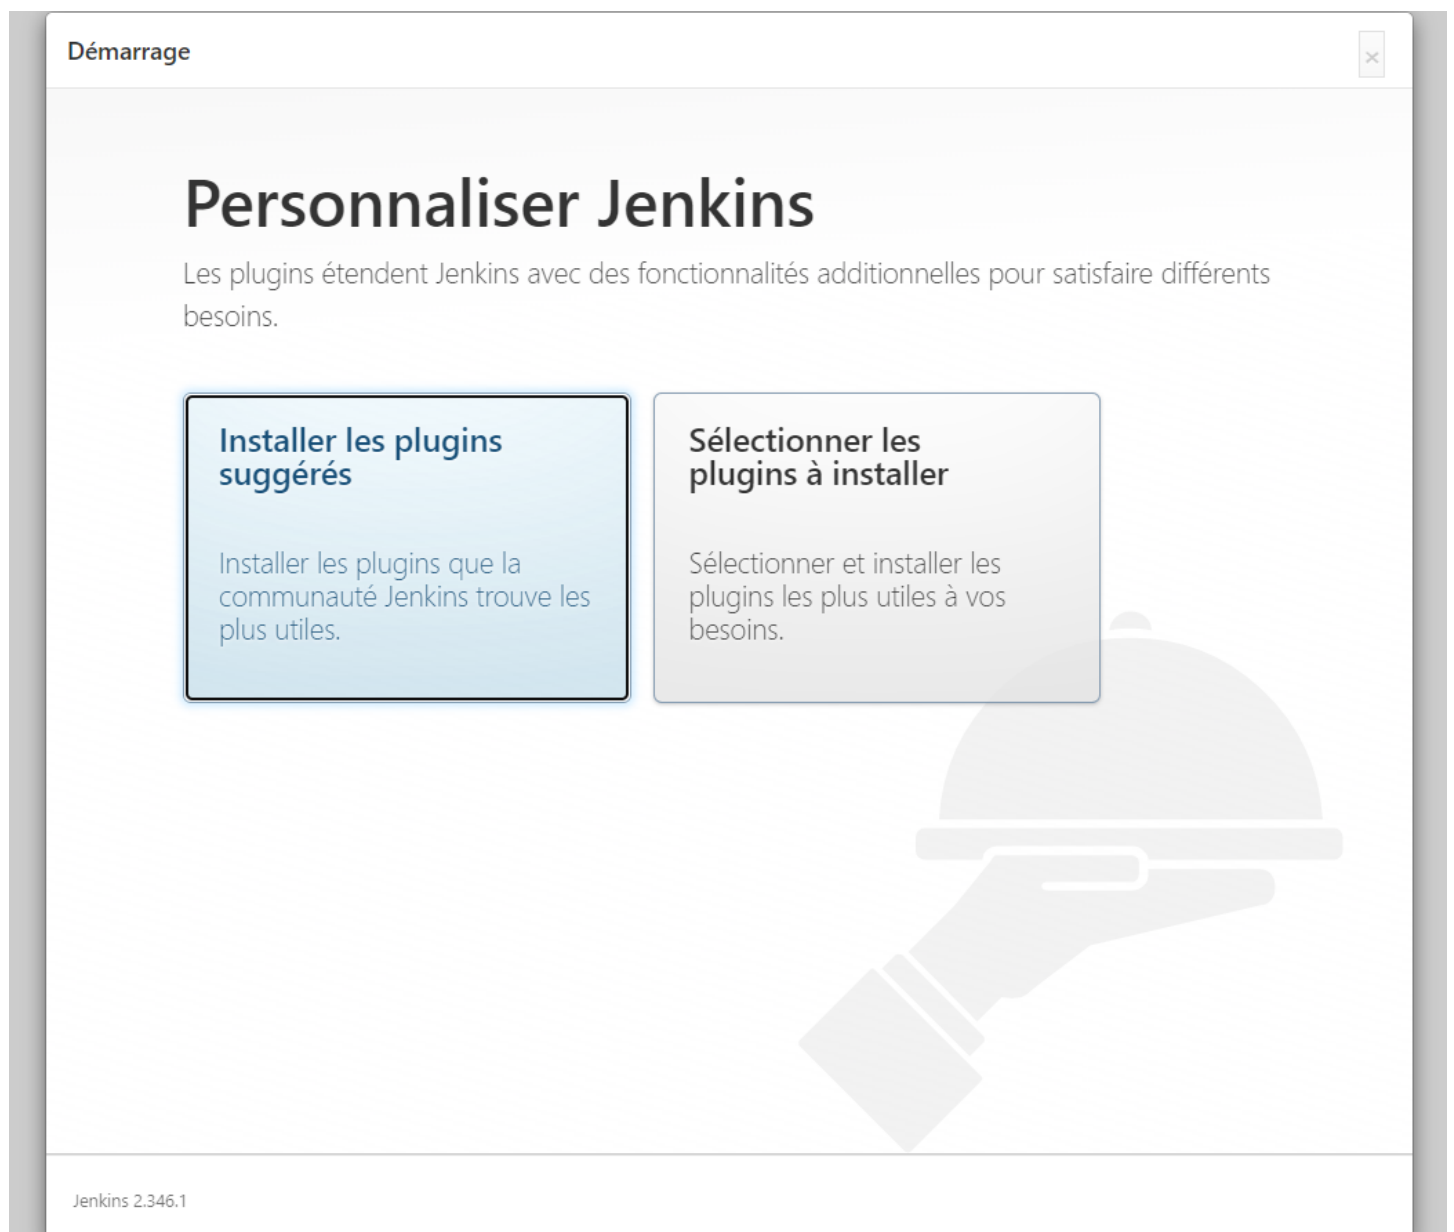 Démarrage
×
Personnaliser Jenkins
Les plugins étendent Jenkins avec des fonctionnalités additionnelles pour satisfaire différents
besoins.
Installer les plugins
suggérés
Installer les plugins que la
communauté Jenkins trouve les
plus utiles.
Sélectionner les
plugins à installer
Sélectionner et installer les
plugins les plus utiles à vos
besoins.
Jenkins 2.346.1